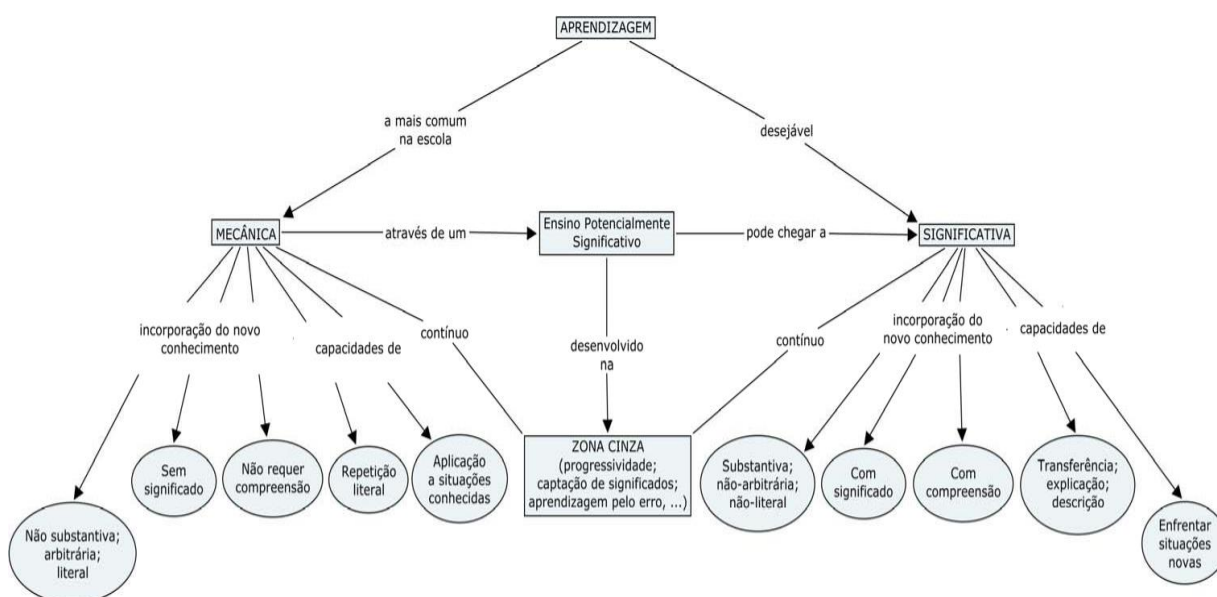 APRENDIZAGEM
a mais comum
na escola
desejável
MECÂNICA
através de um
Ensino Potencialmente
Significativo
pode chegar a
SIGNIFICATIVA
incorporação do novo
conhecimento
capacidades de
contínuo
desenvolvido
na
contínuo
incorporação do
novo conhecimento
capacidades de
Não substantiva;
arbitrária;
literal
Sem
significado
Não requer
compreensão
Repetição
literal
Aplicação
a situações
conhecidas
ZONA CINZA
(progressividade;
captação de significados;
aprendizagem pelo erro, ...)
Substantiva;
não-arbitrária;
não-literal
Com
significado
Com
compreensão
Transferência;
explicação;
descrição
Enfrentar
situações
novas